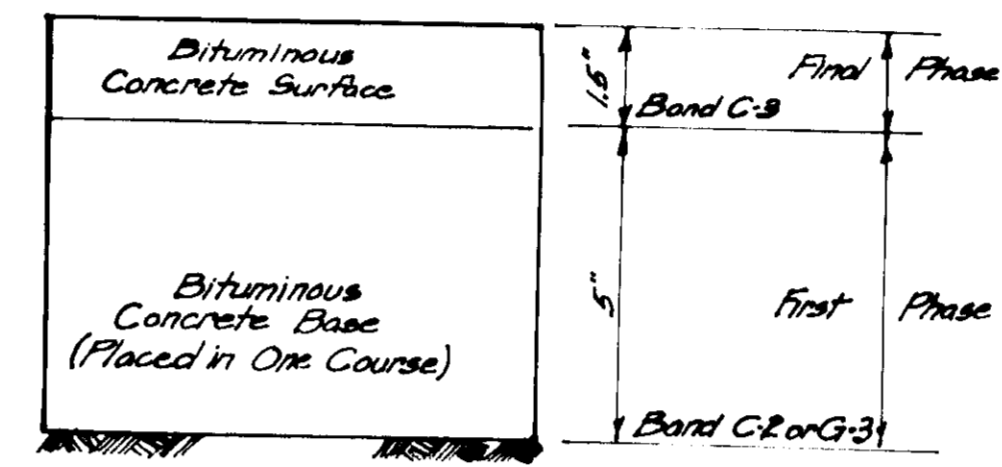 Bituminous
Concrete Surface
1.5"
Band C-3
Final Phase
Bituminous
Concrete Base
(Placed in One Course)
5"
First Phase
Band C-2 or G-3